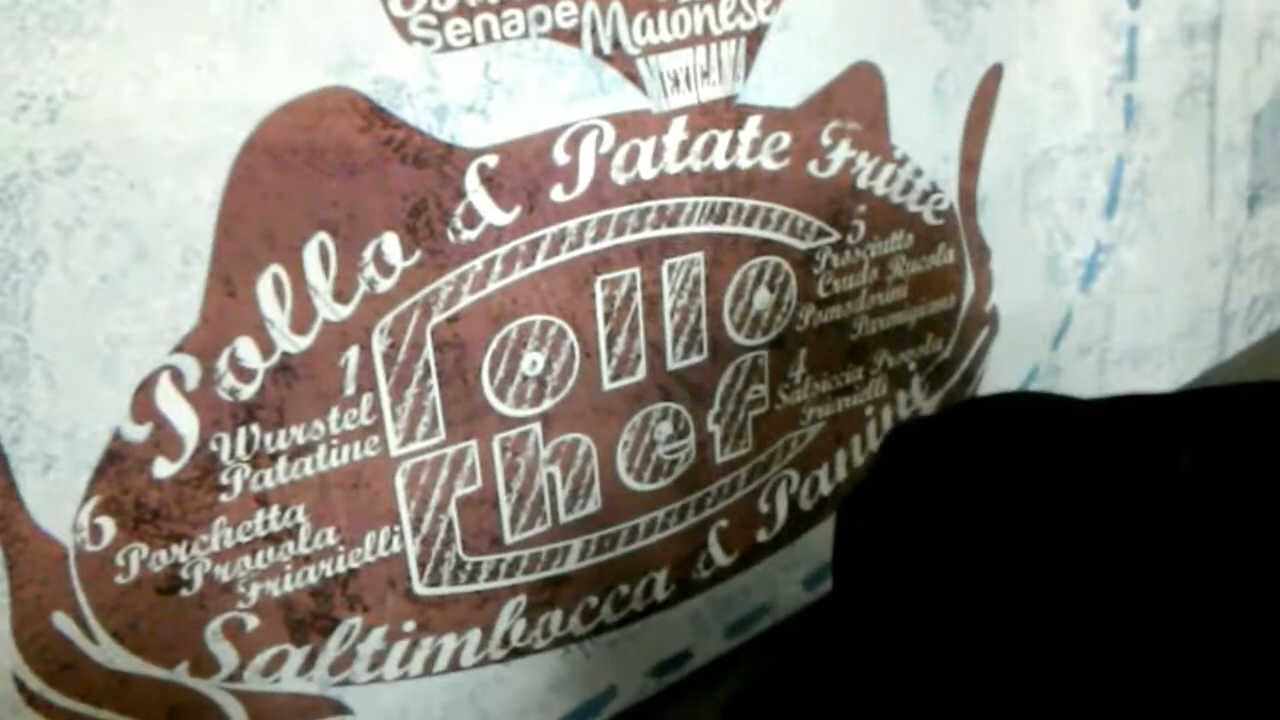 Senape
Maionese
MEXICANA
Pollo & Patate Fritte
Pollo
Chef
1
Wurstel
Patatine
5
Prosciutto
Crudo Rucola
Pomodorini
Parmigiano
4
Salsiccia Provola
Friarielli
6
Porchetta
Provola
Friarielli
Saltimbocca & Panini